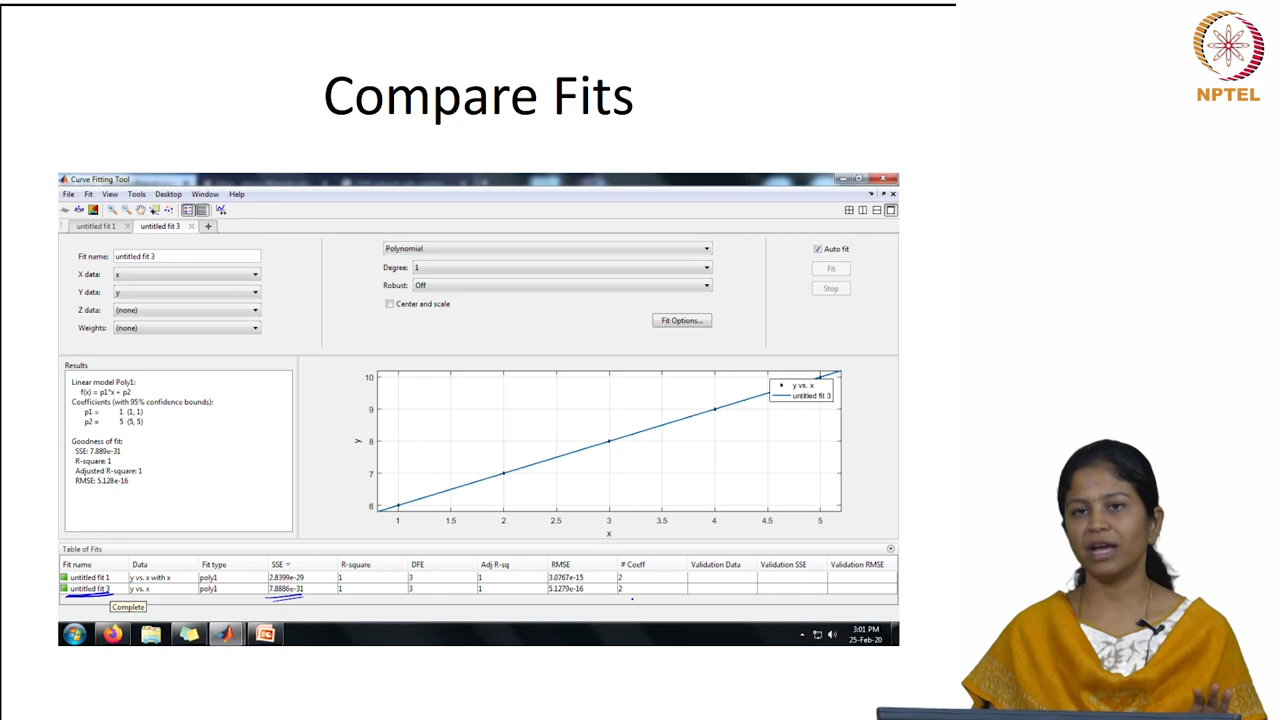 Compare Fits
NPTEL
Curve Fitting Tool
File Fit View Tools Desktop Window Help
untitled fit 1 untitled fit 3
Fit name: untitled fit 3
X data: x
Y data: y
Z data: (none)
Weights: (none)
Polynomial
Degree: 1
Robust: Off
Center and scale
Fit Options...
Auto fit
Fit
Stop
Results
Linear model Poly1:
f(x) = p1*x + p2
Coefficients (with 95% confidence bounds):
p1 = 1 (1, 1)
p2 = 5 (5, 5)
Goodness of fit:
SSE: 7.889e-31
R-square: 1
Adjusted R-square: 1
RMSE: 5.128e-16
10
9
8
7
6
y
1 1.5 2 2.5 3 3.5 4 4.5 5
x
y vs. x
untitled fit 3
Table of Fits
Fit name Data Fit type SSE R-square DFE Adj R-sq RMSE # Coeff Validation Data Validation SSE Validation RMSE
untitled fit 1 y vs. x with x poly1 2.8399e-29 1 3 1 3.0767e-15 2
untitled fit 3 y vs. x poly1 7.8886e-31 1 3 1 5.1279e-16 2
Complete
3:01 PM
25-Feb-20